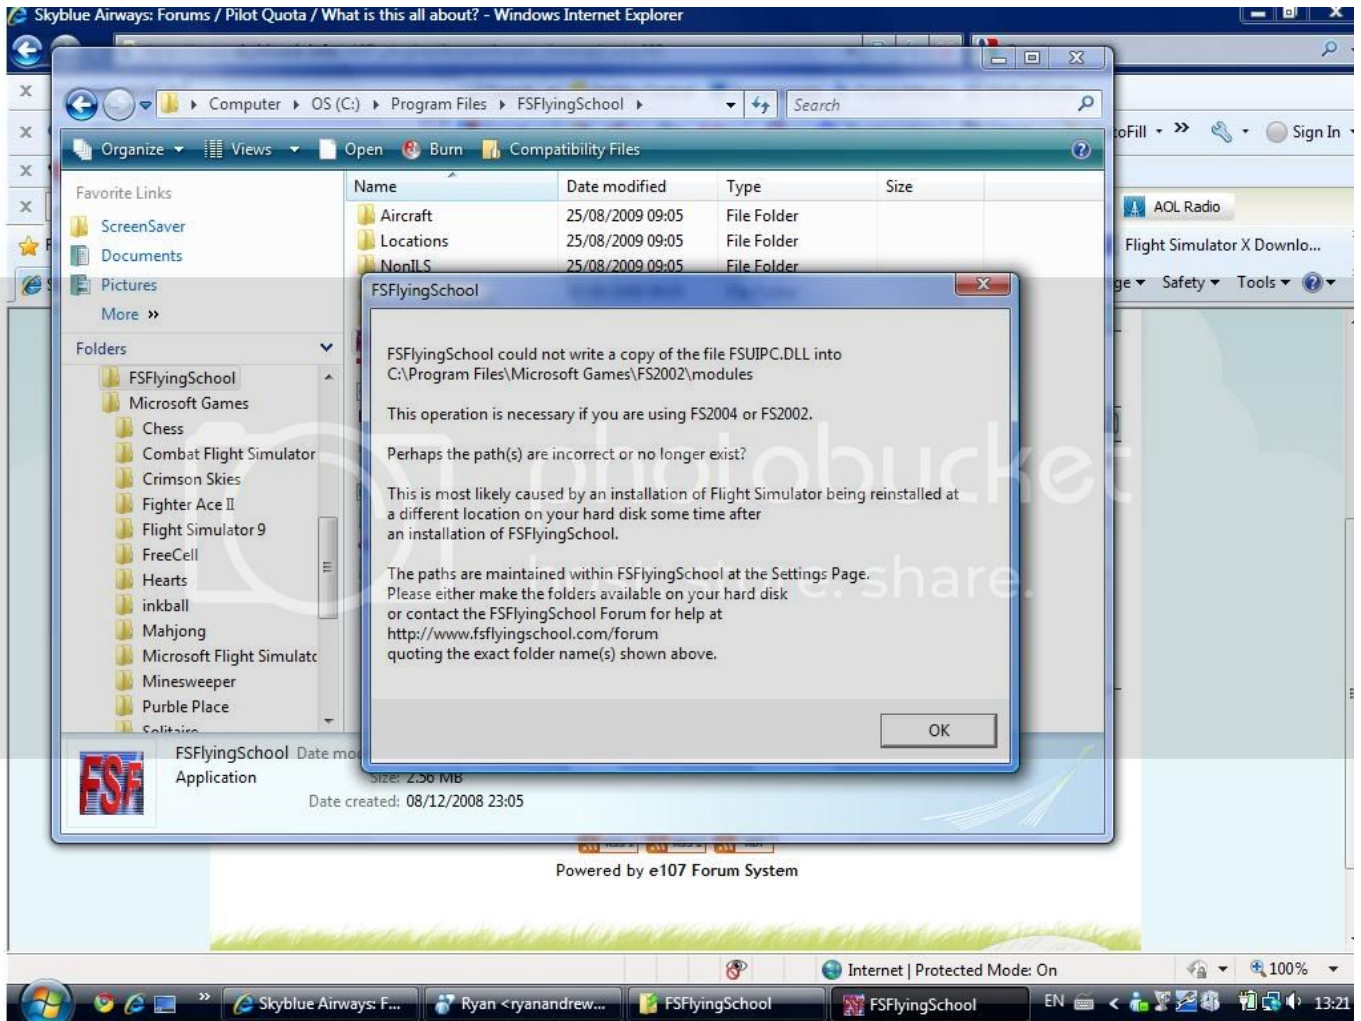 Skyblue Airways: Forums / Pilot Quota / What is this all about? - Windows Internet Explorer
Computer OS (C:) Program Files FSFlyingSchool Search
Organize Views Open Burn Compatibility Files
oFill » Sign In
Favorite Links
ScreenSaver
Documents
Pictures
More »
Name Date modified Type Size
Aircraft 25/08/2009 09:05 File Folder
Locations 25/08/2009 09:05 File Folder
NonILS 25/08/2009 09:05 File Folder
AOL Radio
Flight Simulator X Downlo...
ge Safety Tools
Folders
FSFlyingSchool
Microsoft Games
Chess
Combat Flight Simulator
Crimson Skies
Fighter Ace II
Flight Simulator 9
FreeCell
Hearts
inkball
Mahjong
Microsoft Flight Simulatc
Minesweeper
Purble Place
Solitaire
FSFlyingSchool
FSFlyingSchool could not write a copy of the file FSUIPC.DLL into
C:\Program Files\Microsoft Games\FS2002\modules
This operation is necessary if you are using FS2004 or FS2002.
Perhaps the path(s) are incorrect or no longer exist?
This is most likely caused by an installation of Flight Simulator being reinstalled at
a different location on your hard disk some time after
an installation of FSFlyingSchool.
The paths are maintained within FSFlyingSchool at the Settings Page.
Please either make the folders available on your hard disk
or contact the FSFlyingSchool Forum for help at
http://www.fsflyingschool.com/forum
quoting the exact folder name(s) shown above.
OK
photobucket
host. store. share.
FSF
FSFlyingSchool Date mo
Application Size: 2.56 MB
Date created: 08/12/2008 23:05
Powered by e107 Forum System
Internet | Protected Mode: On 100%
» Skyblue Airways: F... Ryan <ryanandrew... FSFlyingSchool FSFlyingSchool EN < 13:21